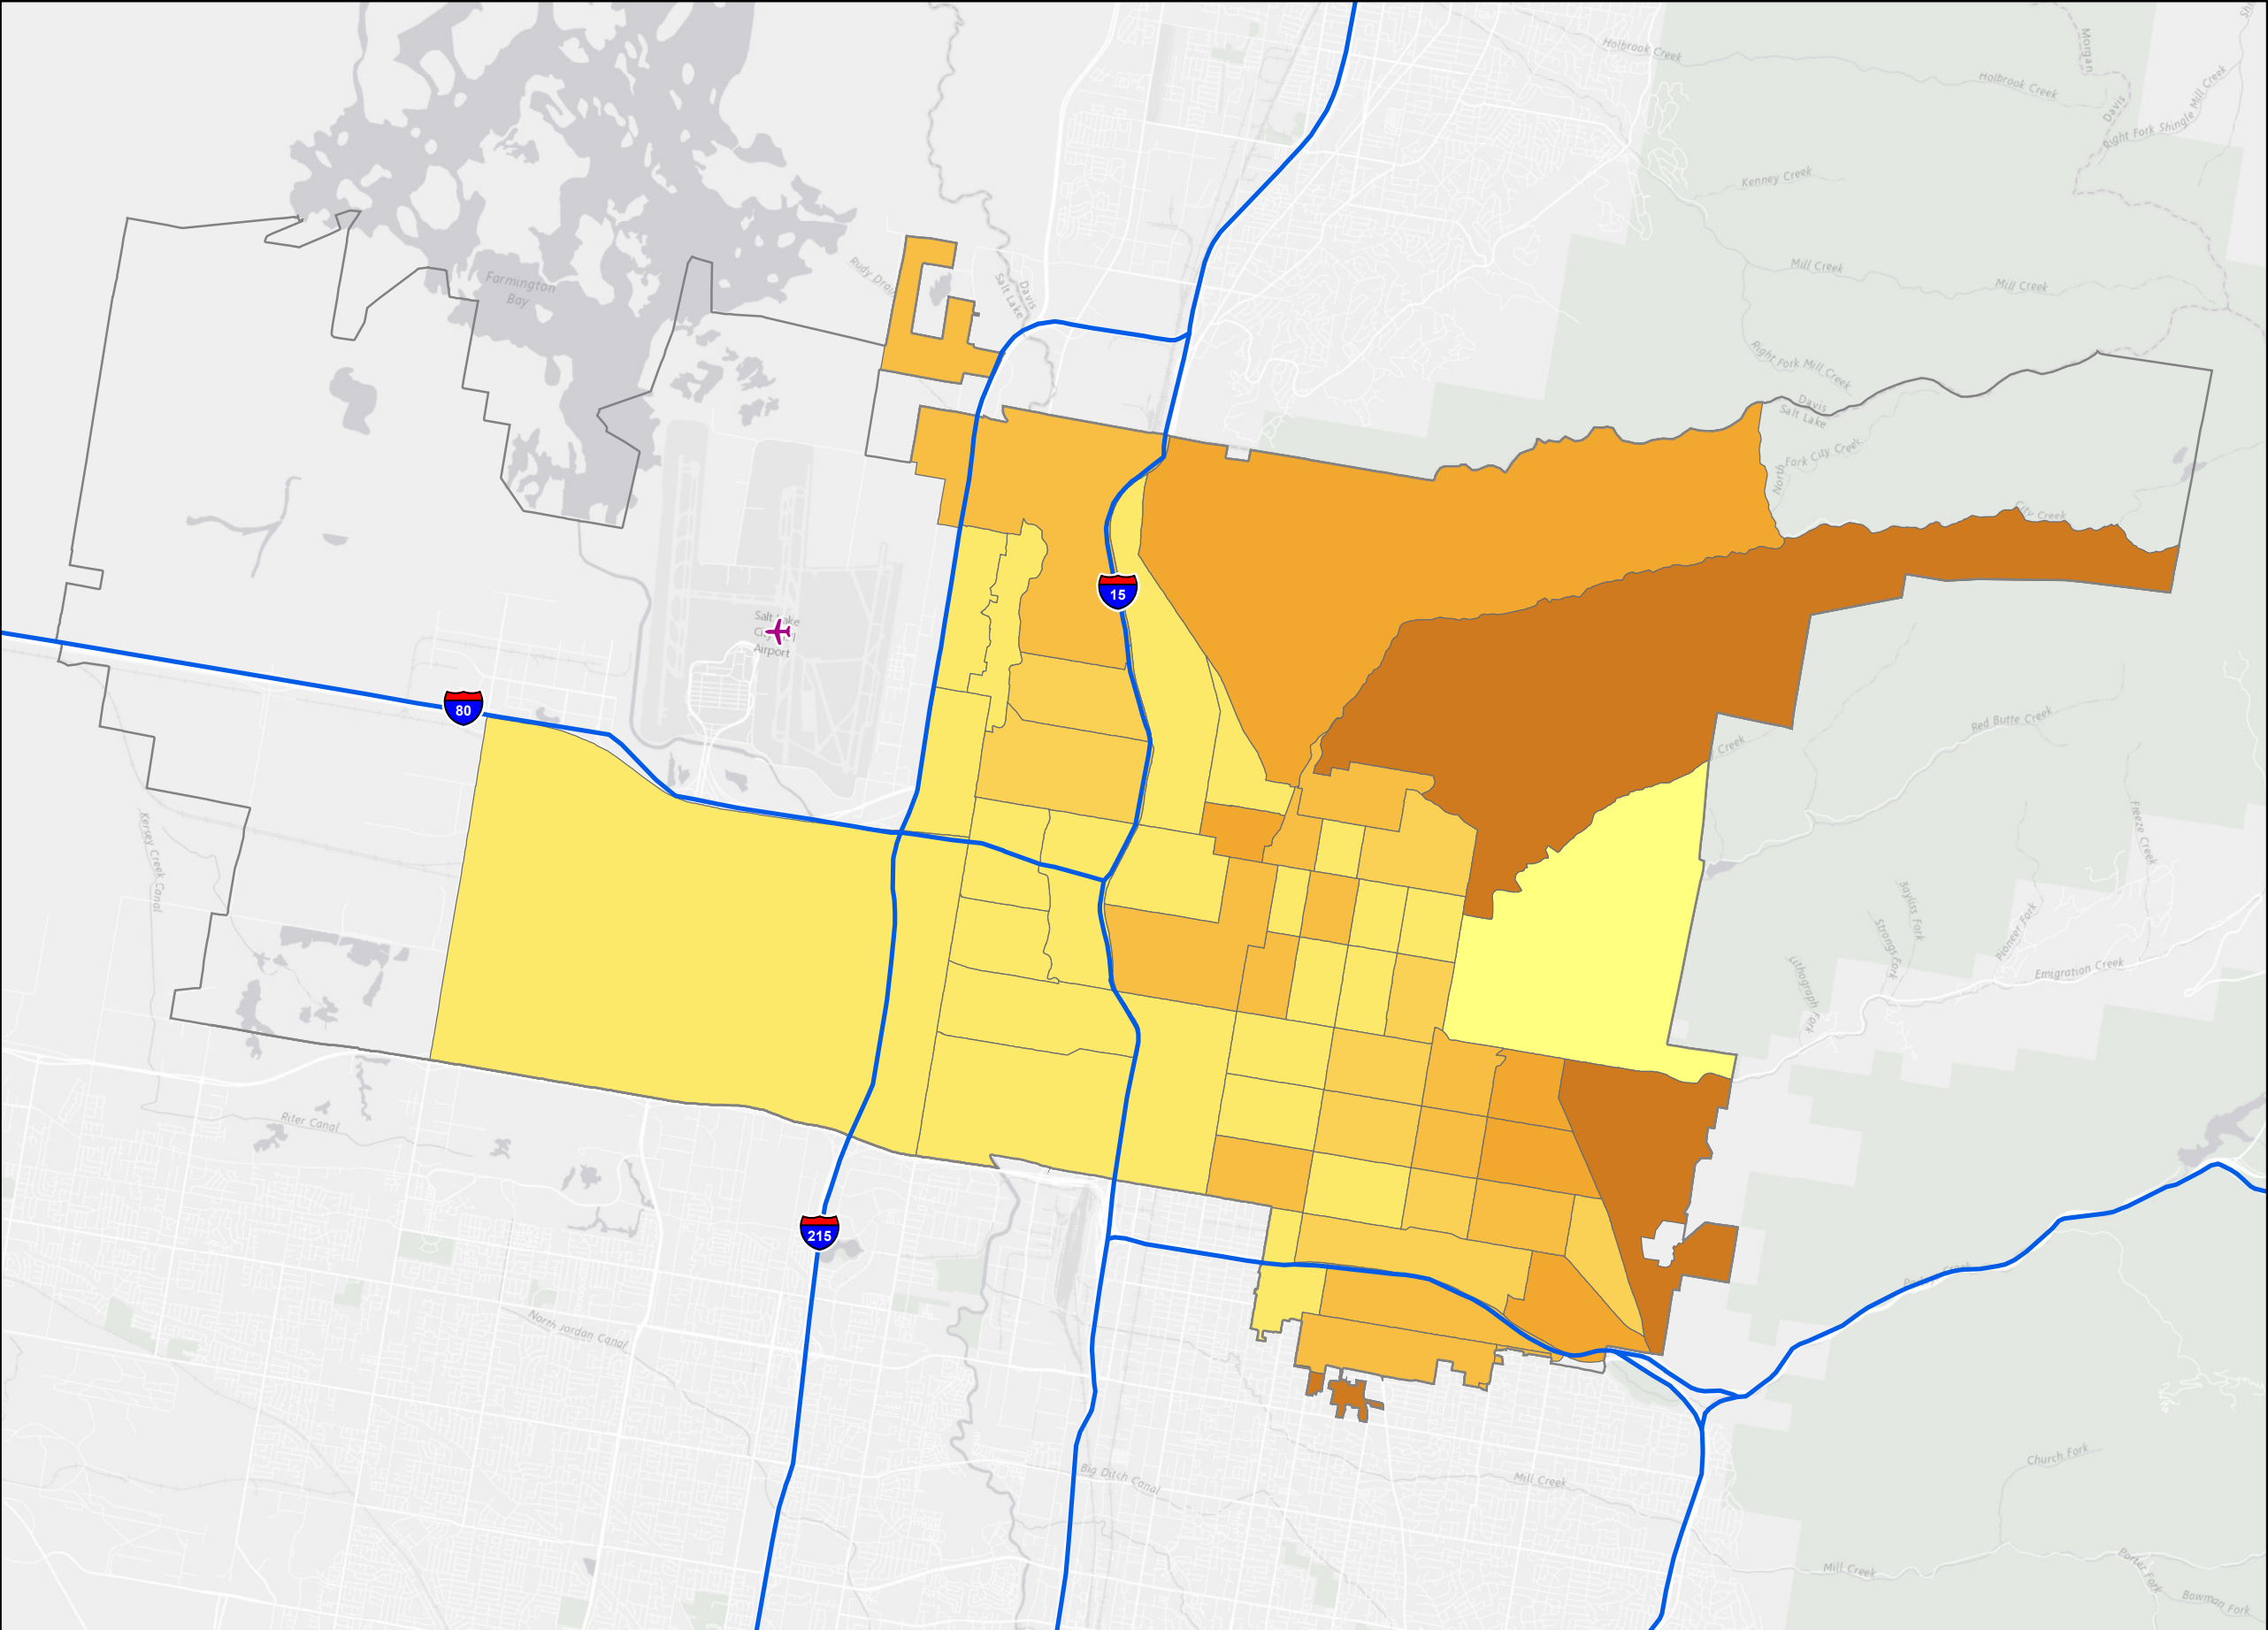 Holbrook Creek
Morgan
Davis
Holbrook Creek
Mill Creek
Right Fork Shingle
Kenney Creek
Farmington
Bay
Rudy Drain
Davis
Salt Lake
Mill Creek
Mill Creek
Right Fork Mill Creek
Davis
Salt Lake
North
Fork City Creek
City Creek
15
Salt Lake
Airport
80
Creek
Red Butte Creek
Kersey Creek Canal
Freeze Creek
Bayliss Fork
Strongs Fork
Pioneer Fork
Lithograph Fork
Emigration Creek
Riter Canal
215
North Jordan Canal
Church Fork
Big Ditch Canal
Mill Creek
Mill Creek
Porter Fork
Bowman Fork